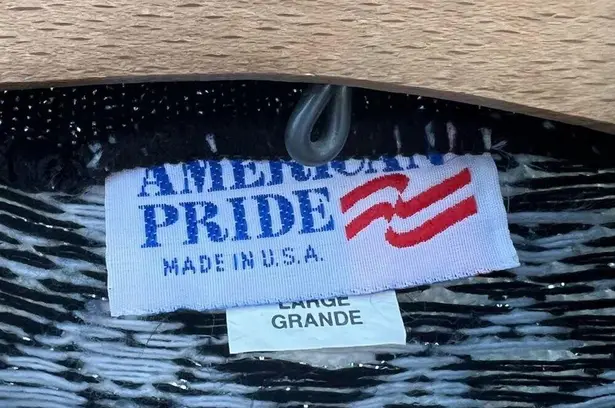 AMERICAN
PRIDE
MADE IN U.S.A.
LARGE
GRANDE